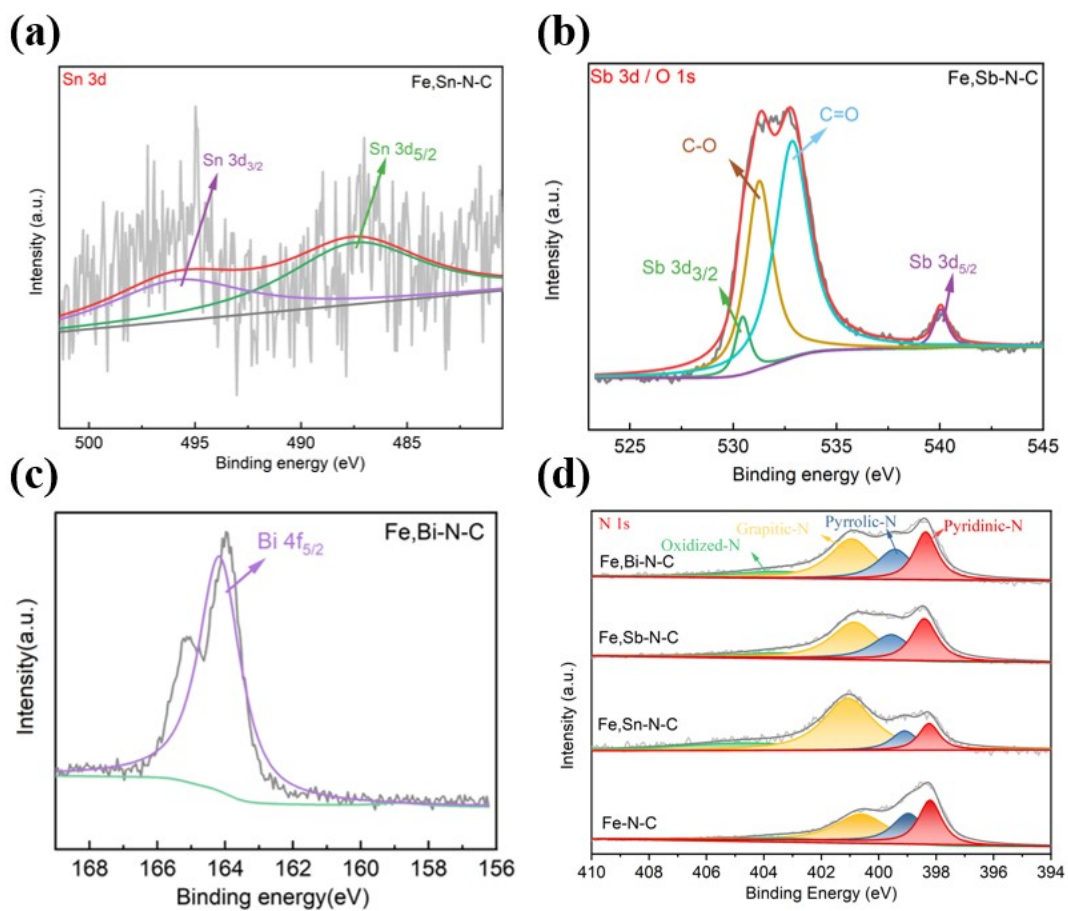 (a)
Sn 3d
Fe,Sn-N-C
Sn 3d3/2
Sn 3d5/2
Intensity (a.u.)
500 495 490 485
Binding energy (eV)
(b)
Sb 3d / O 1s
Fe,Sb-N-C
C=O
C-O
Sb 3d3/2
Sb 3d5/2
Intensity (a.u.)
525 530 535 540 545
Binding energy (eV)
(c)
Fe,Bi-N-C
Bi 4f5/2
Intensity(a.u.)
168 166 164 162 160 158 156
Binding energy(eV)
(d)
N 1s
Grapitic-N
Pyrrolic-N
Pyridinic-N
Oxidized-N
Fe,Bi-N-C
Fe,Sb-N-C
Fe,Sn-N-C
Fe-N-C
Intensity (a.u.)
410 408 406 404 402 400 398 396 394
Binding Energy (eV)